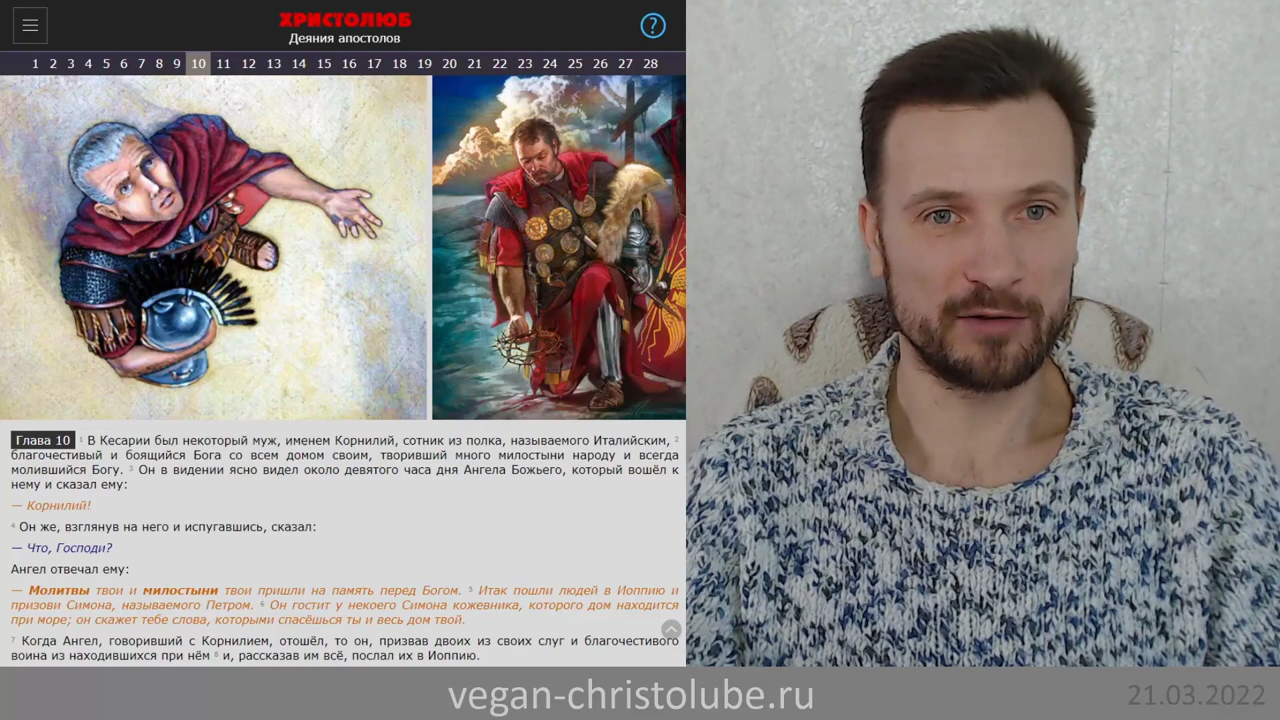 ХРИСТОЛЮБ
Деяния апостолов
?
1 2 3 4 5 6 7 8 9 10 11 12 13 14 15 16 17 18 19 20 21 22 23 24 25 26 27 28
Глава 10 1 В Кесарии был некоторый муж, именем Корнилий, сотник из полка, называемого Италийским, 2
благочестивый и боящийся Бога со всем домом своим, творивший много милостыни народу и всегда
молившийся Богу. 3 Он в видении ясно видел около девятого часа дня Ангела Божьего, который вошёл к
нему и сказал ему:
— Корнилий!
4 Он же, взглянув на него и испугавшись, сказал:
— Что, Господи?
Ангел отвечал ему:
— Молитвы твои и милостыни твои пришли на память перед Богом. 5 Итак пошли людей в Иоппию и
призови Симона, называемого Петром. 6 Он гостит у некоего Симона кожевника, которого дом находится
при море; он скажет тебе слова, которыми спасёшься ты и весь дом твой.
7 Когда Ангел, говоривший с Корнилием, отошёл, то он, призвав двоих из своих слуг и благочестивого
воина из находившихся при нём 8 и, рассказав им всё, послал их в Иоппию.
vegan-christolube.ru
21.03.2022